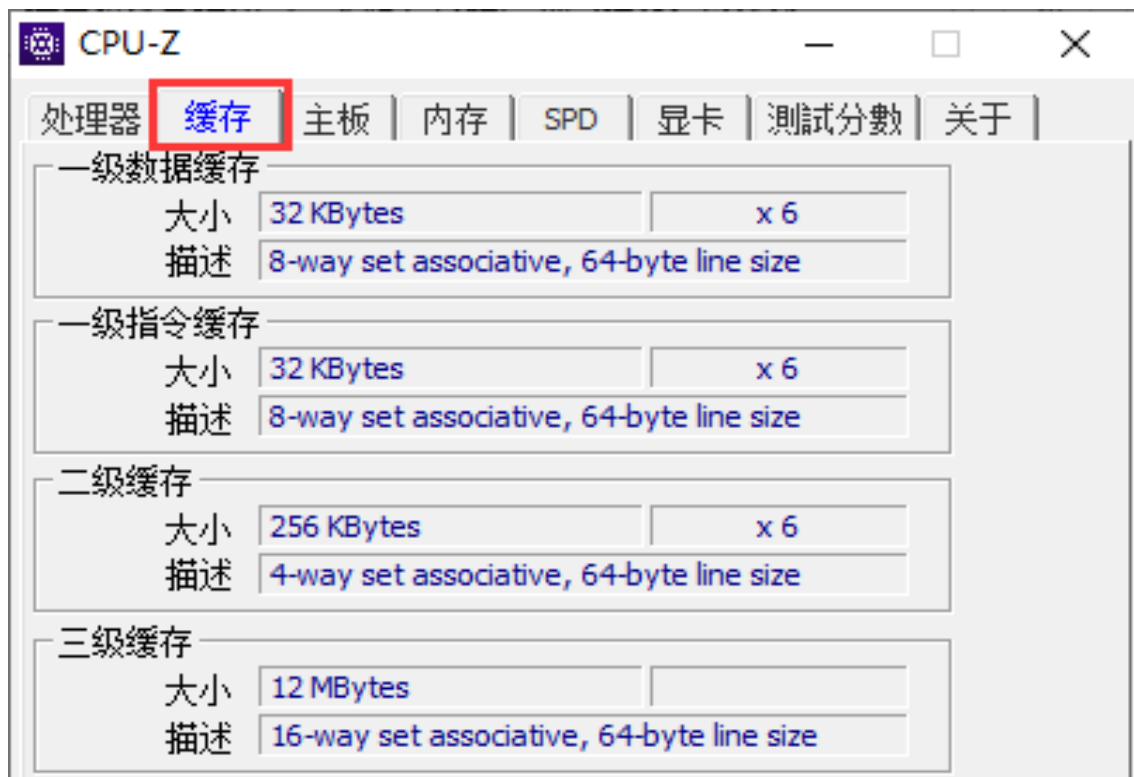 CPU-Z
处理器 缓存 主板 内存 SPD 显卡 測試分數 关于
一级数据缓存
大小 32 KBytes x 6
描述 8-way set associative, 64-byte line size
一级指令缓存
大小 32 KBytes x 6
描述 8-way set associative, 64-byte line size
二级缓存
大小 256 KBytes x 6
描述 4-way set associative, 64-byte line size
三级缓存
大小 12 MBytes
描述 16-way set associative, 64-byte line size